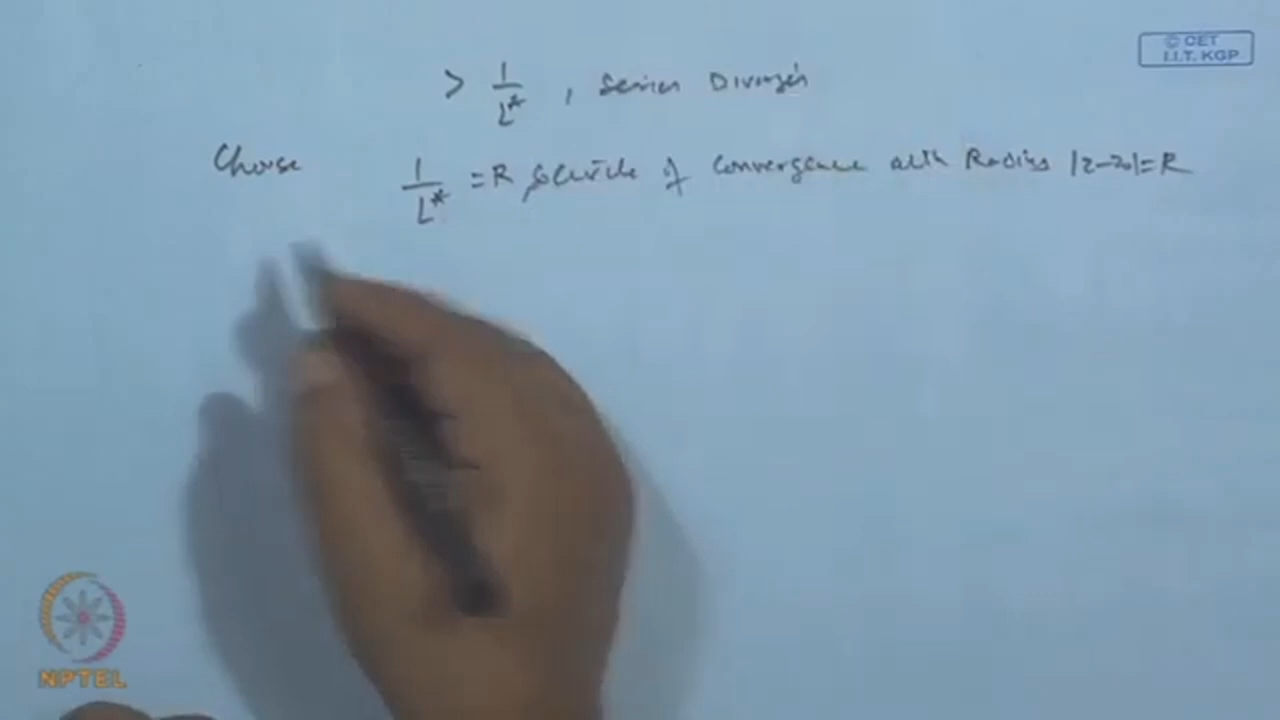 © CET
I.I.T. KGP
> 1/L* , Series Diverges
Choose 1/L* = R circle of convergence with Radius |z-z0|=R
NPTEL